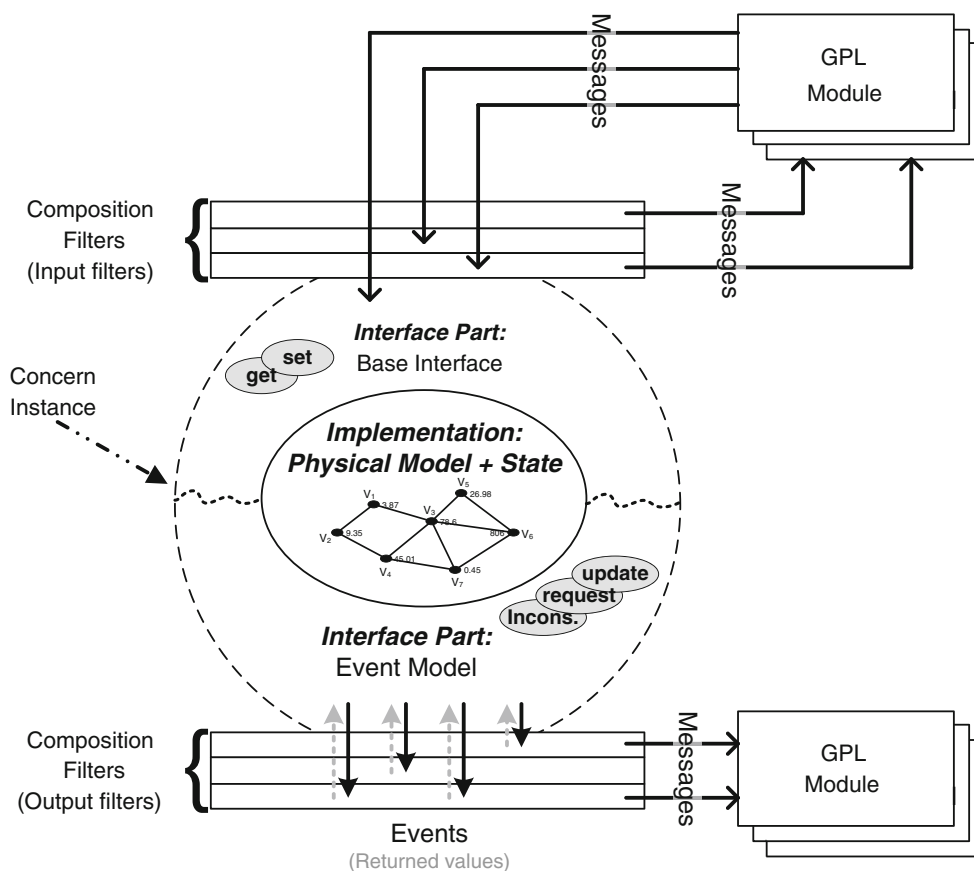 Messages
GPL
Module
Composition
Filters
(Input filters)
Messages
Interface Part:
Base Interface
set
get
Concern
Instance
Implementation:
Physical Model + State
V5
26.98
V1
3.87
V3
78.6
V2
9.35
806
V6
45.01
V4
0.45
V7
update
request
Incons.
Interface Part:
Event Model
Composition
Filters
(Output filters)
Messages
GPL
Module
Events
(Returned values)